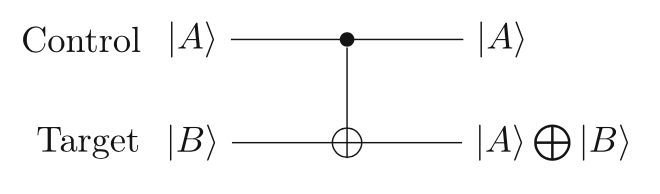 Control |A⟩ |A⟩
Target |B⟩ |A⟩ ⨁ |B⟩